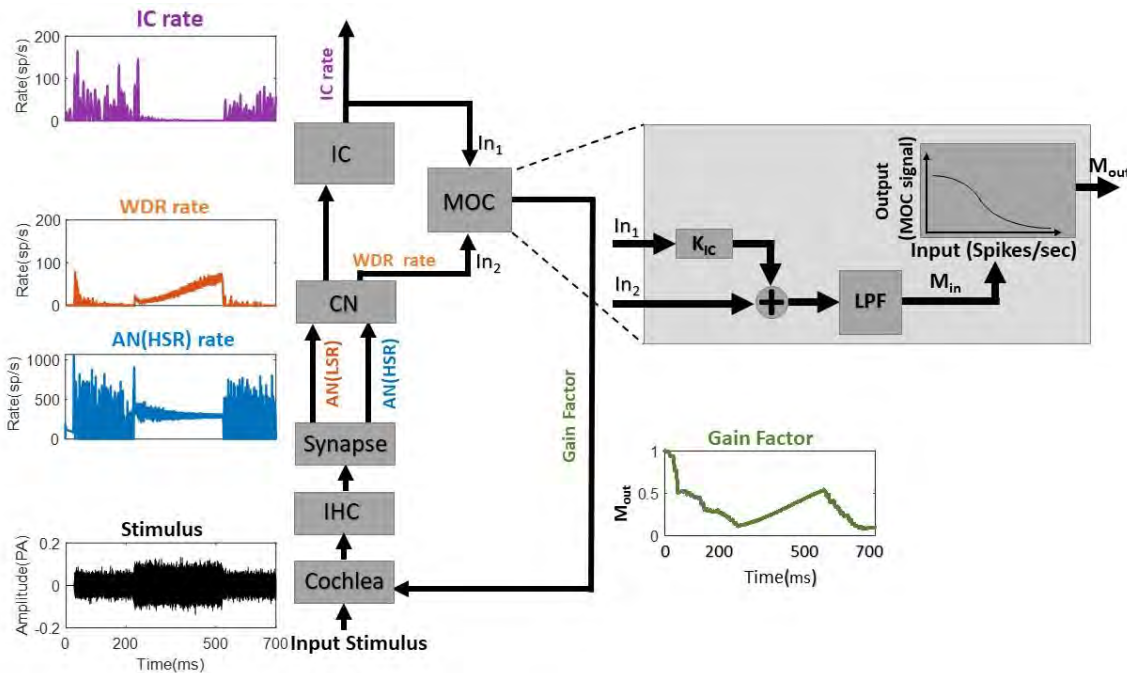 IC rate
200
100
0
Rate(sp/s)
WDR rate
200
100
0
Rate(sp/s)
AN(HSR) rate
1000
500
0
Rate(sp/s)
Stimulus
0.2
0
-0.2
Amplitude(PA)
0
200
500
700
Time(ms)
IC rate
IC
In1
MOC
WDR rate
In2
CN
AN(LSR)
AN(HSR)
Synapse
IHC
Cochlea
Input Stimulus
Gain Factor
In1
KIC
In2
+
LPF
Min
Output
(MOC signal)
Input (Spikes/sec)
Mout
Gain Factor
1
0.5
0
Mout
0
200
500
700
Time(ms)